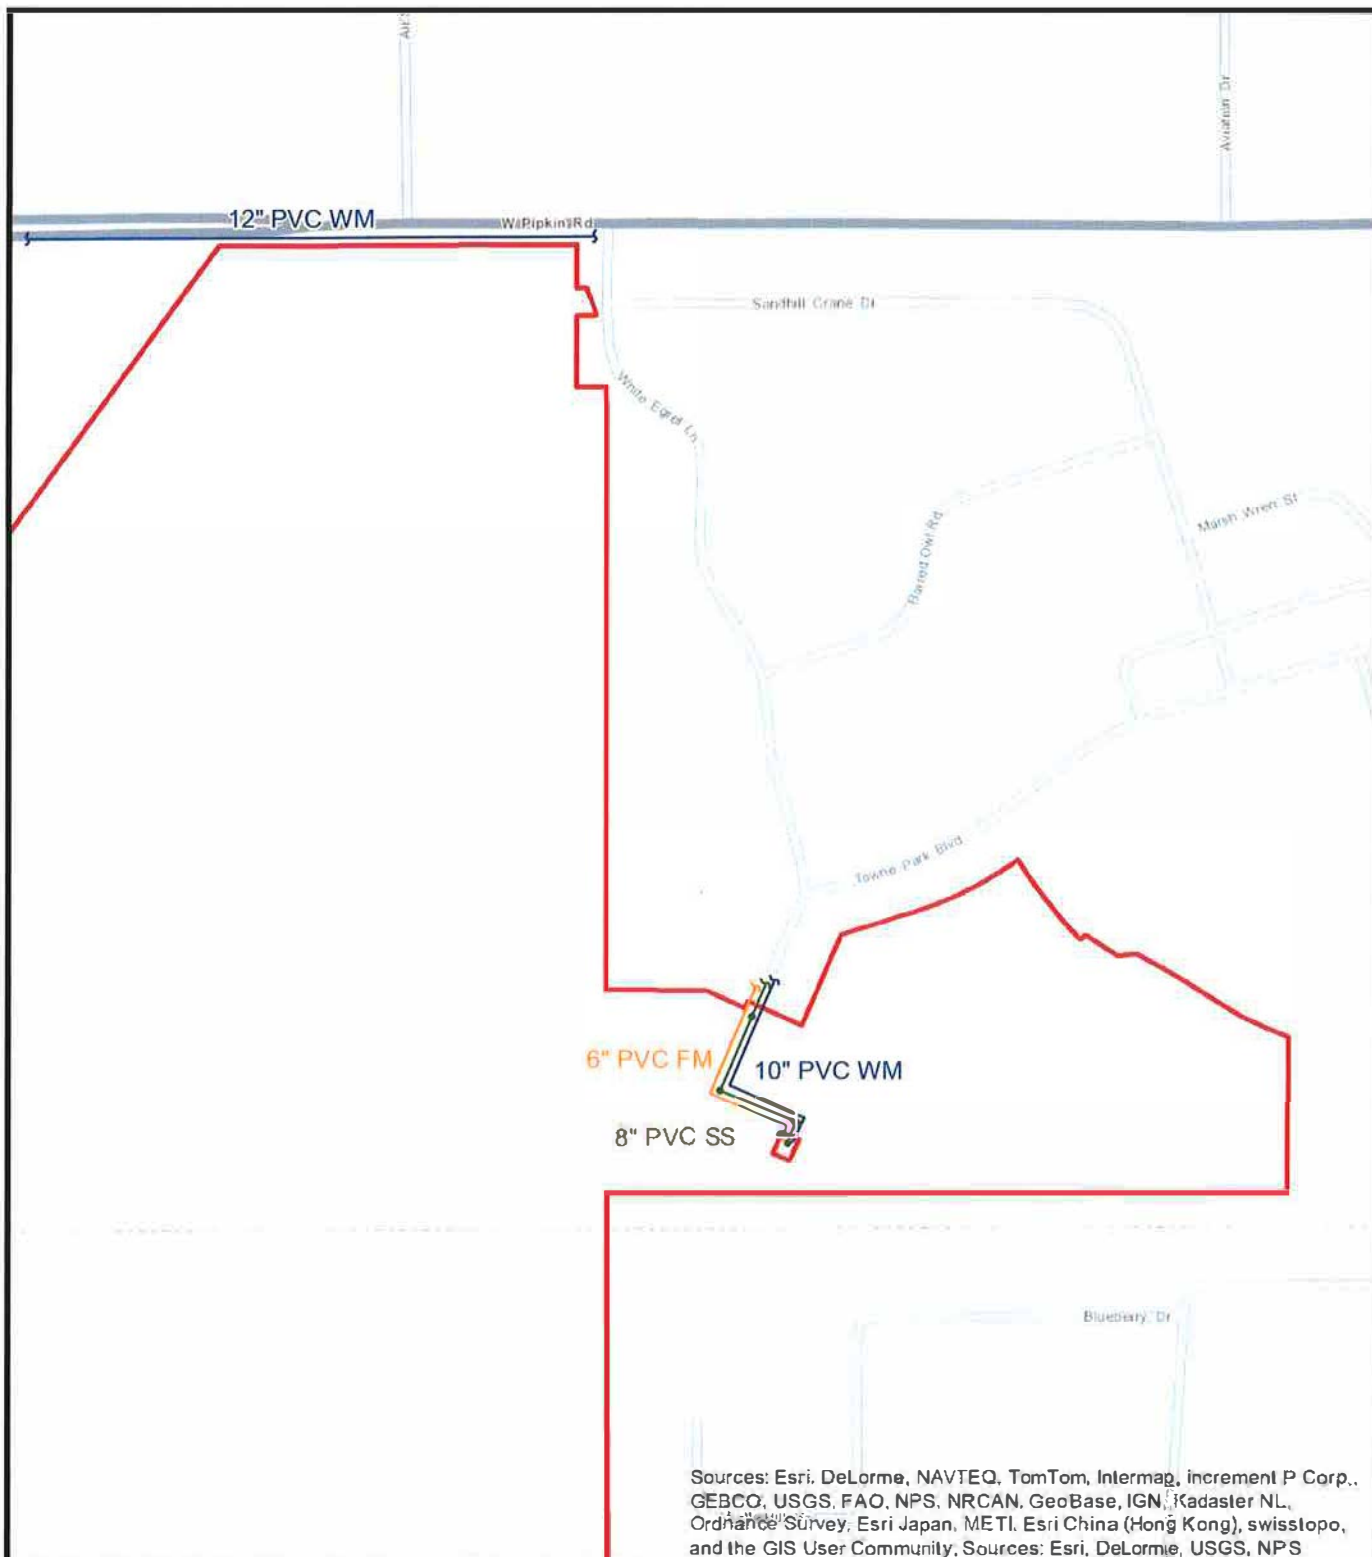 Aviation Dr
12" PVC WM
W Pipkin Rd
Sandhill Crane Dr
White Egret Ln
Marsh Wren St
Barred Owl Rd
Towne Park Blvd
6" PVC FM
10" PVC WM
8" PVC SS
Blueberry Dr
Sources: Esri, DeLorme, NAVTEQ, TomTom, Intermap, increment P Corp.,
GEBCO, USGS, FAO, NPS, NRCAN, GeoBase, IGN, Kadaster NL,
Ordnance Survey, Esri Japan, METI, Esri China (Hong Kong), swisstopo,
and the GIS User Community, Sources: Esri, DeLorme, USGS, NPS